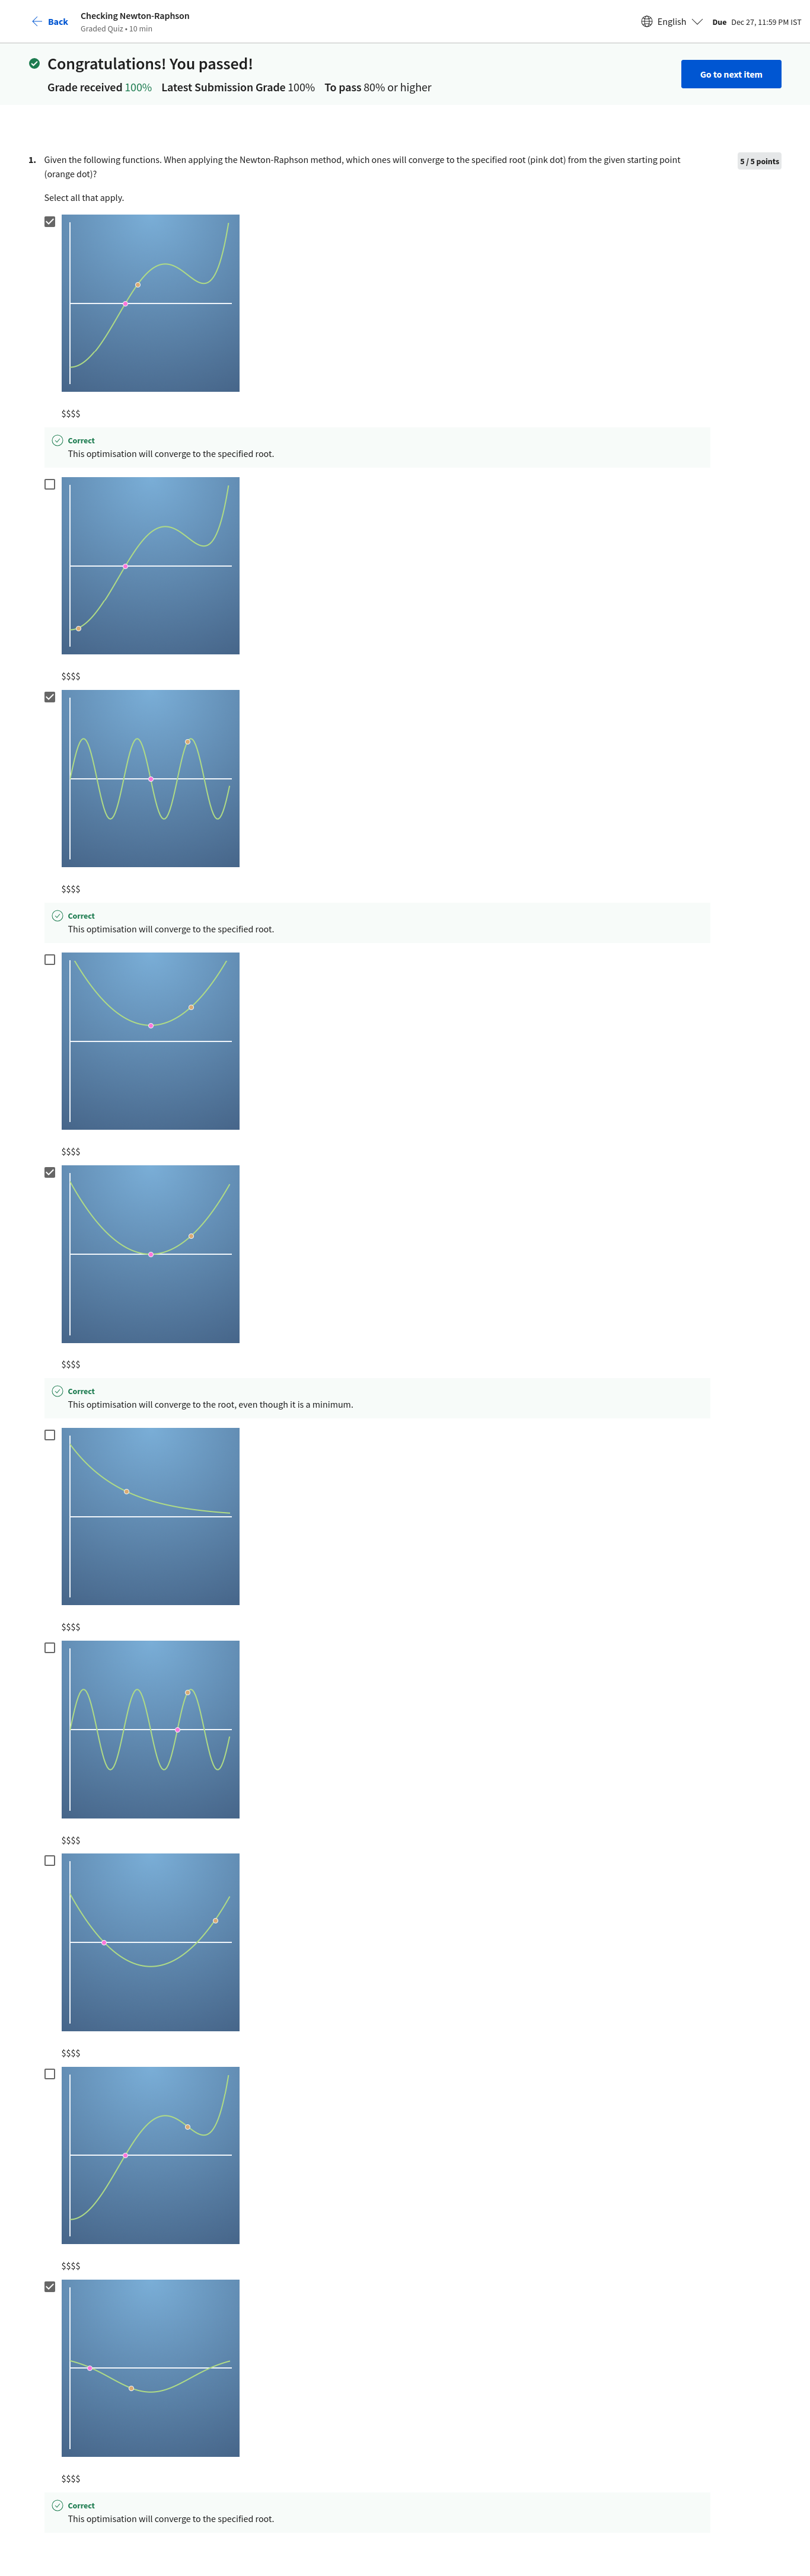 Back
Checking Newton-Raphson
Graded Quiz • 10 min
English
Due Dec 27, 11:59 PM IST
Congratulations! You passed!
Grade received 100% Latest Submission Grade 100% To pass 80% or higher
Go to next item
1. Given the following functions. When applying the Newton-Raphson method, which ones will converge to the specified root (pink dot) from the given starting point
(orange dot)?
5 / 5 points
Select all that apply.
$$$$
Correct
This optimisation will converge to the specified root.
$$$$
$$$$
Correct
This optimisation will converge to the specified root.
$$$$
$$$$
Correct
This optimisation will converge to the root, even though it is a minimum.
$$$$
$$$$
$$$$
$$$$
$$$$
Correct
This optimisation will converge to the specified root.